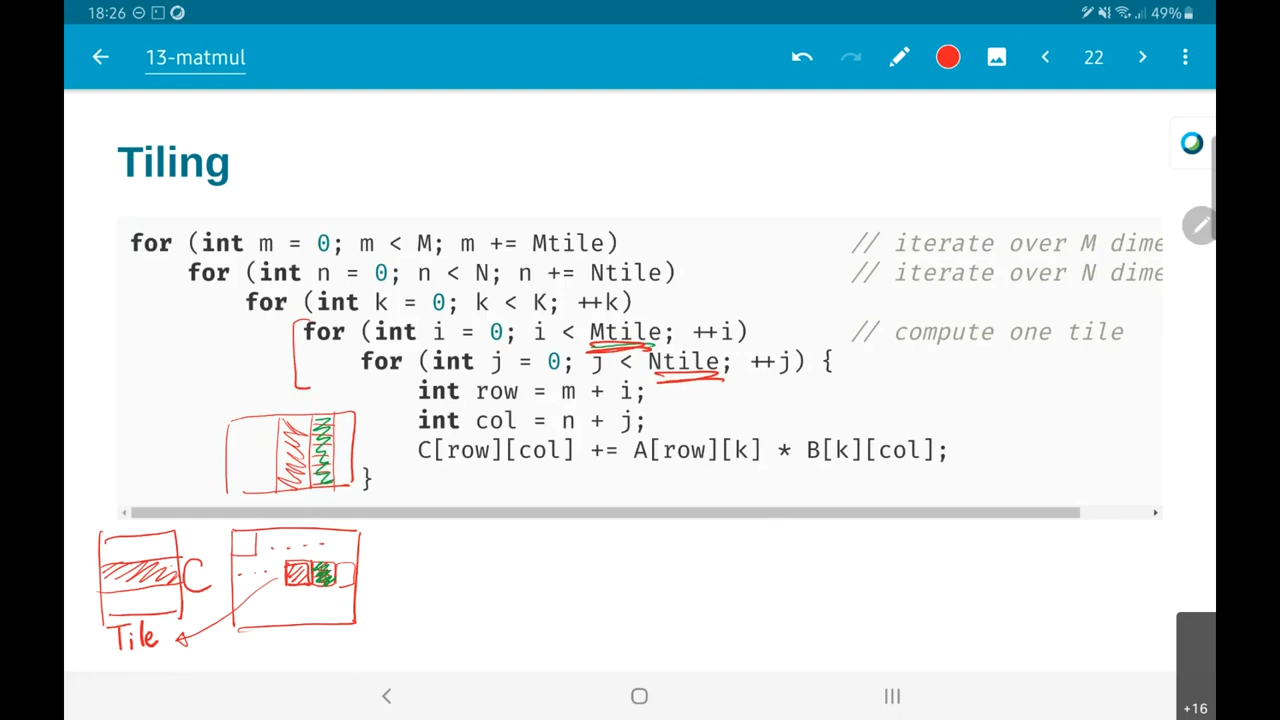 18:26 49%
13-matmul 22
Tiling
for (int m = 0; m < M; m += Mtile) // iterate over M dime
for (int n = 0; n < N; n += Ntile) // iterate over N dime
for (int k = 0; k < K; ++k)
for (int i = 0; i < Mtile; ++i) // compute one tile
for (int j = 0; j < Ntile; ++j) {
int row = m + i;
int col = n + j;
C[row][col] += A[row][k] * B[k][col];
}
C
Tile
+16